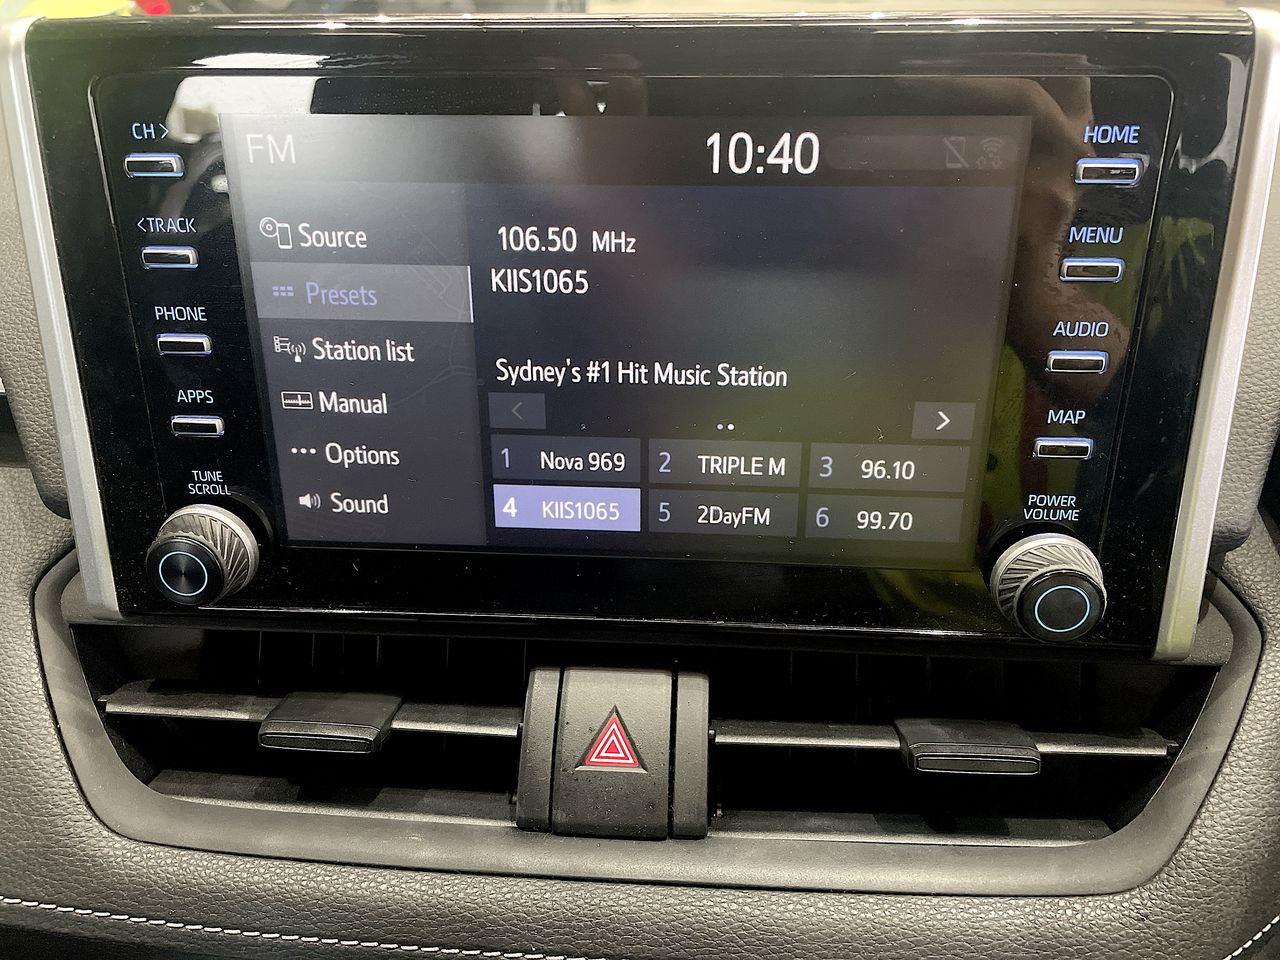 CH >
< TRACK
PHONE
APPS
TUNE
SCROLL
FM
10:40
Source
Presets
Station list
Manual
Options
Sound
106.50 MHz
KIIS1065
Sydney's #1 Hit Music Station
<
>
1 Nova 969
2 TRIPLE M
3 96.10
4 KIIS1065
5 2DayFM
6 99.70
HOME
MENU
AUDIO
MAP
POWER
VOLUME